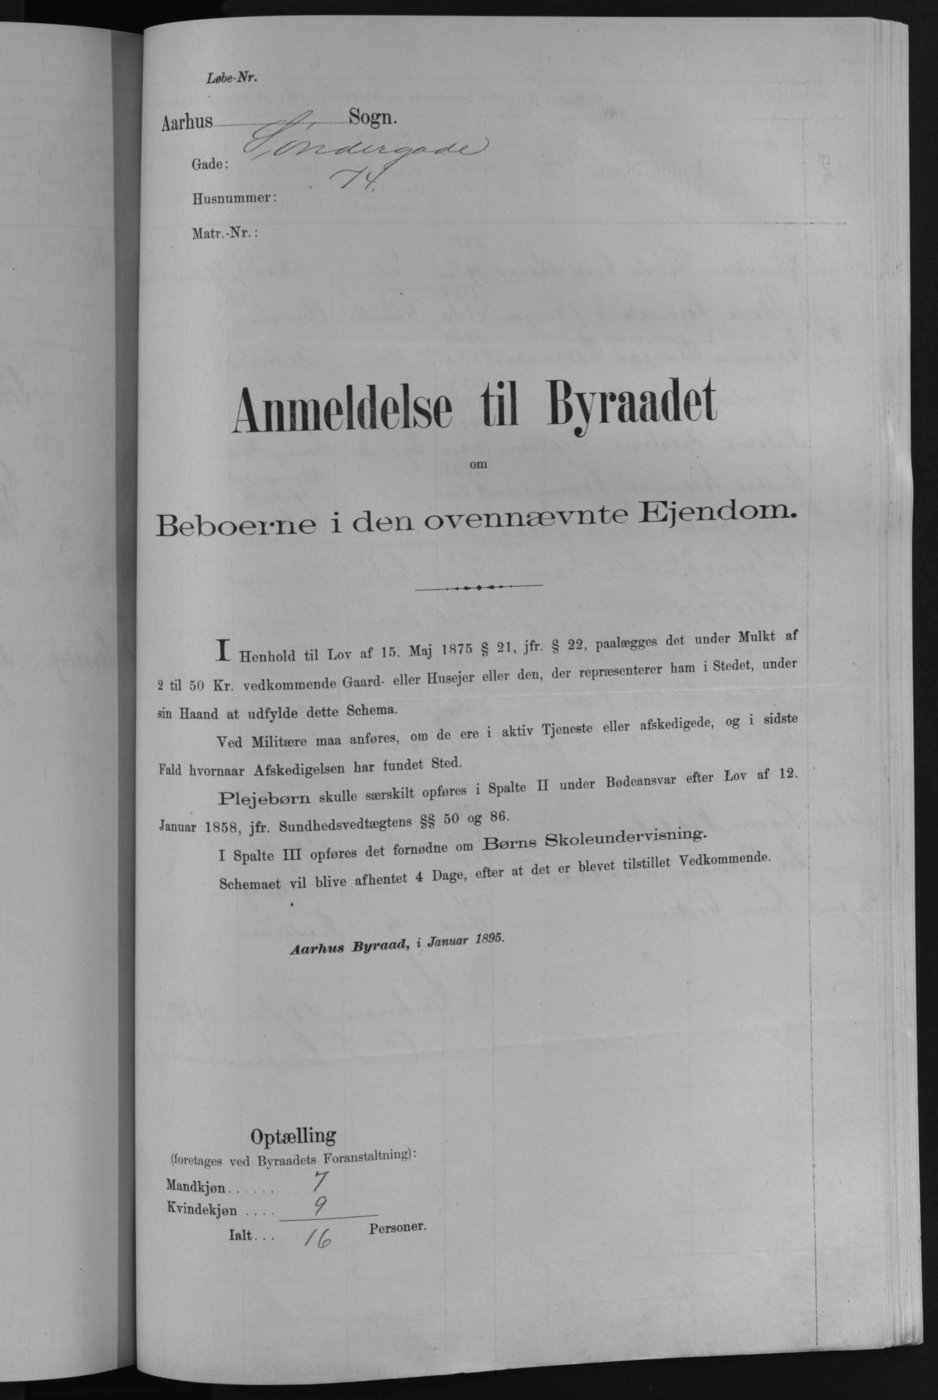 Løbe-Nr.
Aarhus Sogn.
Gade: Søndergade
Husnummer: 74.
Matr.-Nr.:
Anmeldelse til Byraadet
om
Beboerne i den ovennævnte Ejendom.
I Henhold til Lov af 15. Maj 1875 § 21, jfr. § 22, paalægges det under Mulkt af
2 til 50 Kr. vedkommende Gaard- eller Husejer eller den, der repræsenterer ham i Stedet, under
sin Haand at udfylde dette Schema.
Ved Militære maa anføres, om de ere i aktiv Tjeneste eller afskedigede, og i sidste
Fald hvornaar Afskedigelsen har fundet Sted.
Plejebørn skulle særskilt opføres i Spalte II under Bødeansvar efter Lov af 12.
Januar 1858, jfr. Sundhedsvedtægtens §§ 50 og 86.
I Spalte III opføres det fornødne om Børns Skoleundervisning.
Schemaet vil blive afhentet 4 Dage, efter at det er blevet tilstillet Vedkommende.
Aarhus Byraad, i Januar 1895.
Optælling
(foretages ved Byraadets Foranstaltning):
Mandkjøn...... 7
Kvindekjøn .... 9
Ialt... 16 Personer.